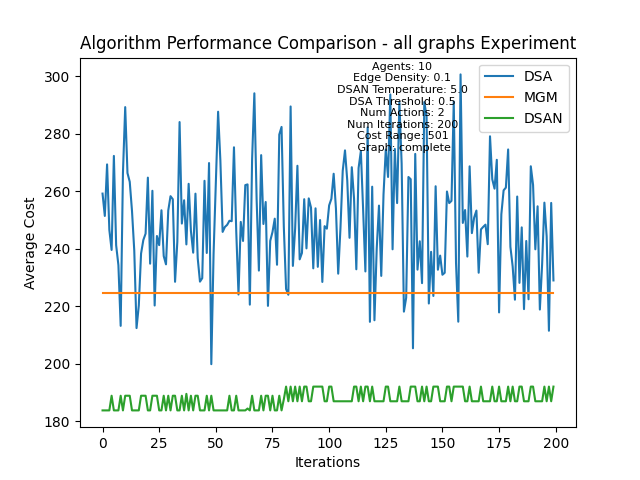 Algorithm Performance Comparison - all graphs Experiment
Agents: 10
Edge Density: 0.1
DSAN Temperature: 5.0
DSA Threshold: 0.5
Num Actions: 2
Num Iterations: 200
Cost Range: 501
Graph: complete
DSA
MGM
DSAN
Average Cost
300
280
260
240
220
200
180
0 25 50 75 100 125 150 175 200
Iterations